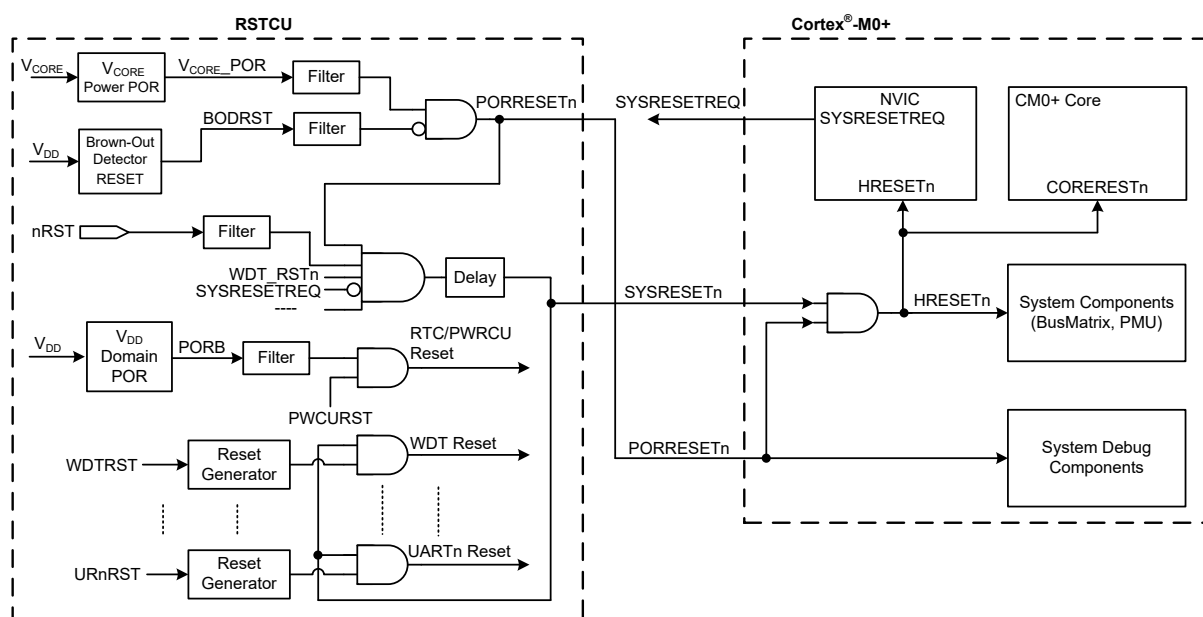 RSTCU
Cortex®-M0+
VCORE
VCORE
Power POR
VCORE_POR
Filter
PORRESETn
BODRST
Filter
VDD
Brown-Out
Detector
RESET
SYSRESETREQ
NVIC
SYSRESETREQ
HRESETn
CM0+ Core
CORERESTn
nRST
Filter
WDT_RSTn
SYSRESETREQ
----
Delay
SYSRESETn
HRESETn
System Components
(BusMatrix, PMU)
VDD
VDD
Domain
POR
PORB
Filter
RTC/PWRCU
Reset
PWCURST
WDTRST
Reset
Generator
WDT Reset
PORRESETn
System Debug
Components
URnRST
Reset
Generator
UARTn Reset